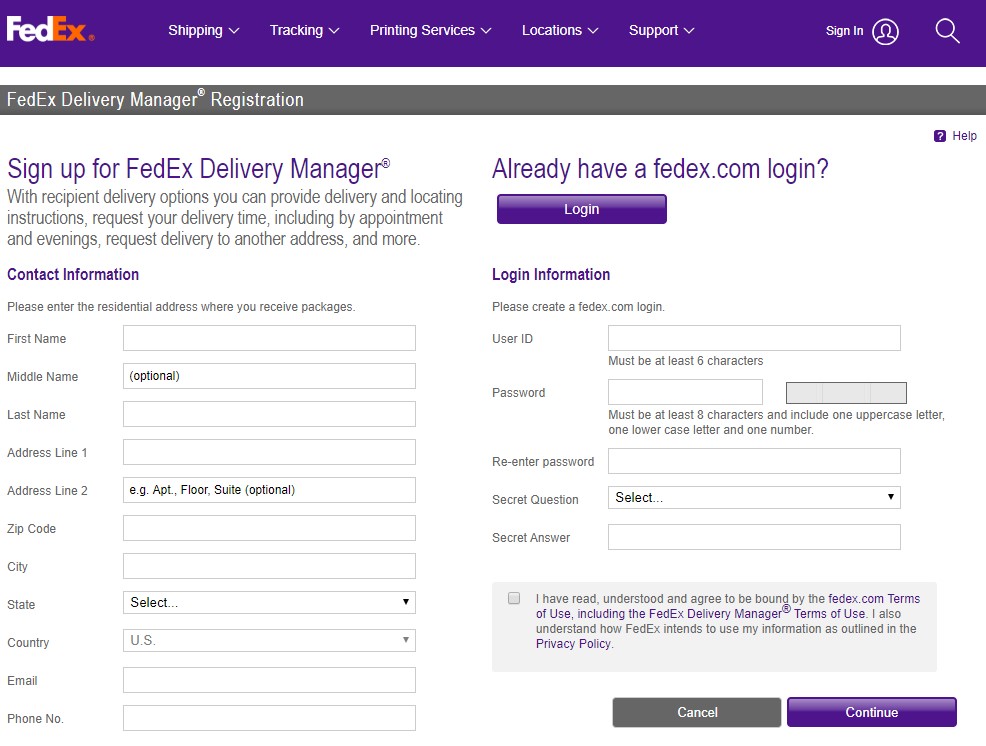 FedEx®
Shipping
Tracking
Printing Services
Locations
Support
Sign In
FedEx Delivery Manager® Registration
? Help
Sign up for FedEx Delivery Manager®
With recipient delivery options you can provide delivery and locating
instructions, request your delivery time, including by appointment
and evenings, request delivery to another address, and more.
Contact Information
Please enter the residential address where you receive packages.
First Name
Middle Name
(optional)
Last Name
Address Line 1
Address Line 2
e.g. Apt., Floor, Suite (optional)
Zip Code
City
State
Select...
Country
U.S.
Email
Phone No.
Already have a fedex.com login?
Login
Login Information
Please create a fedex.com login.
User ID
Must be at least 6 characters
Password
Must be at least 8 characters and include one uppercase letter,
one lower case letter and one number.
Re-enter password
Secret Question
Select...
Secret Answer
I have read, understood and agree to be bound by the fedex.com Terms
of Use, including the FedEx Delivery Manager® Terms of Use. I also
understand how FedEx intends to use my information as outlined in the
Privacy Policy.
Cancel
Continue